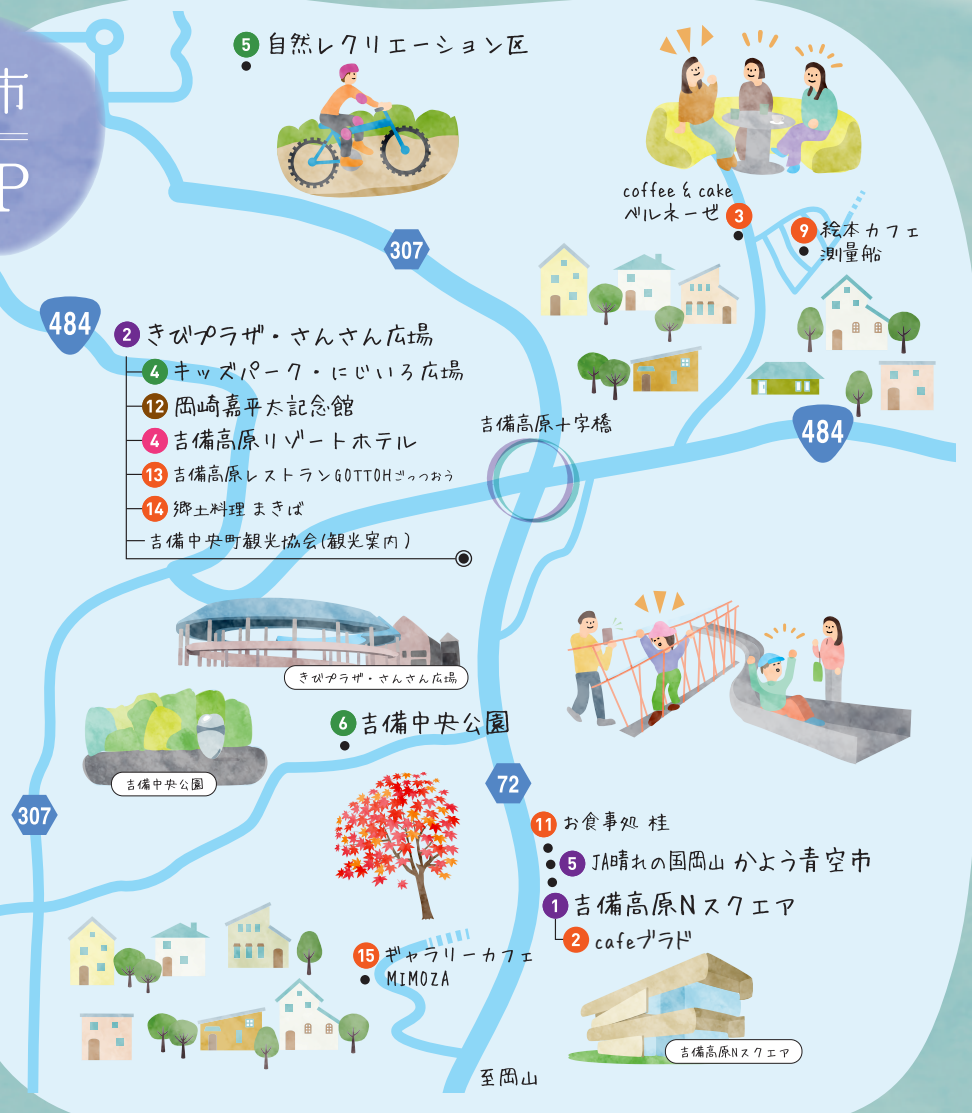 市
P
5 自然レクリエーション区
coffee & cake
ベルネーゼ 3
9 絵本カフェ
測量船
307
484
2 きびプラザ・さんさん広場
4 キッズパーク・にじいろ広場
12 岡崎嘉平太記念館
4 吉備高原リゾートホテル
13 吉備高原レストランGOTTOHごっつおう
14 郷土料理 まきば
吉備中央町観光協会(観光案内)
吉備高原十字橋
484
きびプラザ・さんさん広場
6 吉備中央公園
吉備中央公園
72
307
11 お食事処 桂
5 JA晴れの国岡山 かよう青空市
1 吉備高原Nスクエア
2 cafeブラド
15 ギャラリーカフェ
MIMOZA
吉備高原Nスクエア
至岡山